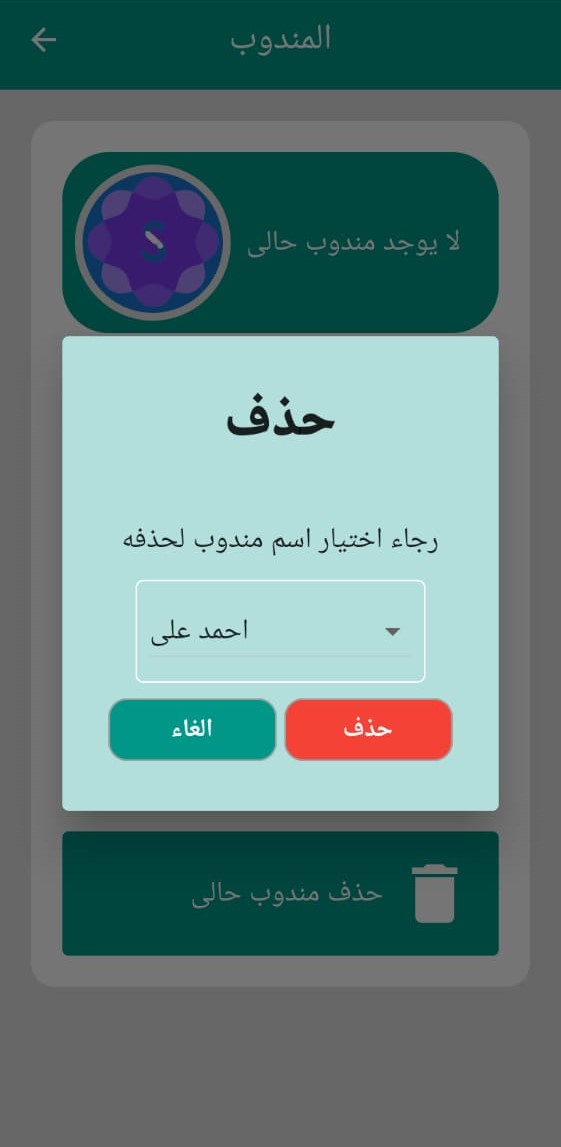 المندوب
لا يوجد مندوب حالى
حذف
رجاء اختيار اسم مندوب لحذفه
احمد على
حذف
الغاء
حذف مندوب حالى